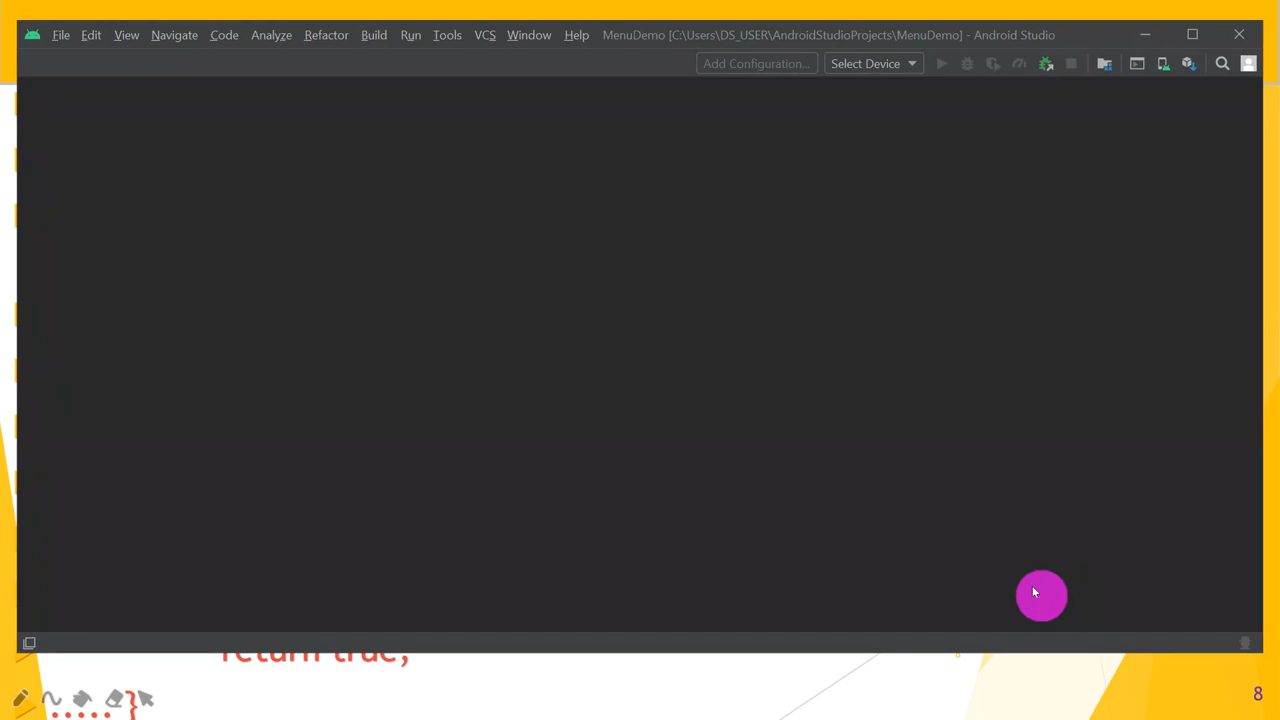 File Edit View Navigate Code Analyze Refactor Build Run Tools VCS Window Help MenuDemo [C:\Users\DS_USER\AndroidStudioProjects\MenuDemo] - Android Studio
Add Configuration... Select Device
return true;
}
8